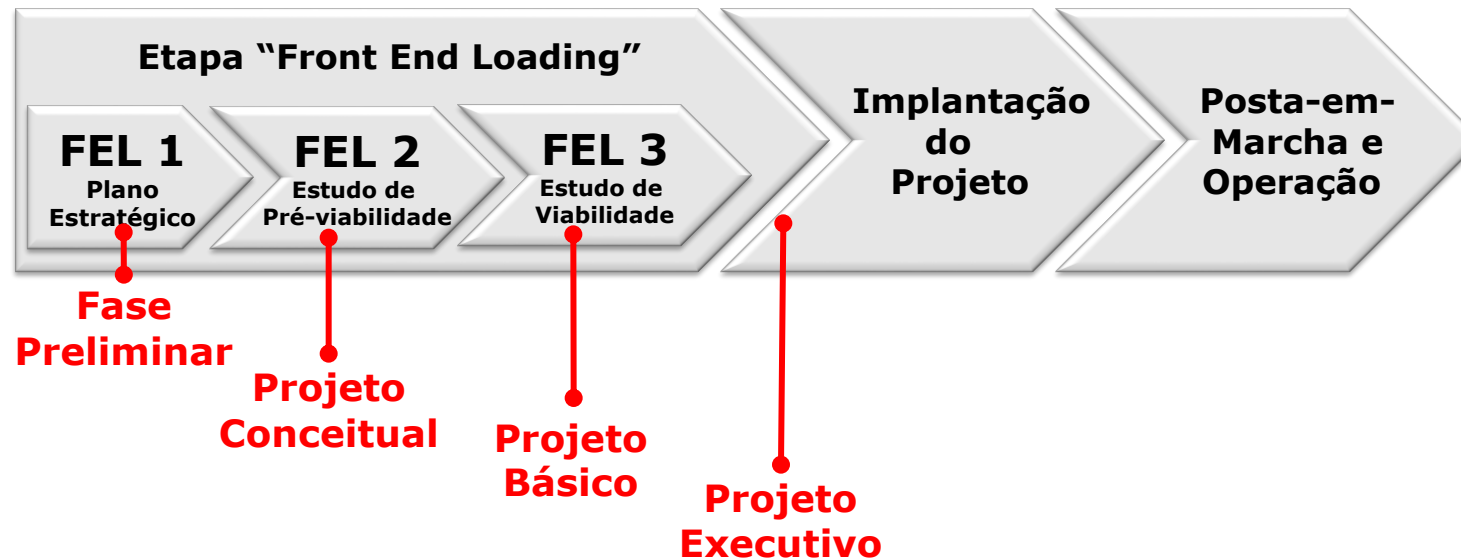 Etapa “Front End Loading”
FEL 1
Plano
Estratégico
FEL 2
Estudo de
Pré-viabilidade
FEL 3
Estudo de
Viabilidade
Implantação
do
Projeto
Posta-em-
Marcha e
Operação
Fase
Preliminar
Projeto
Conceitual
Projeto
Básico
Projeto
Executivo